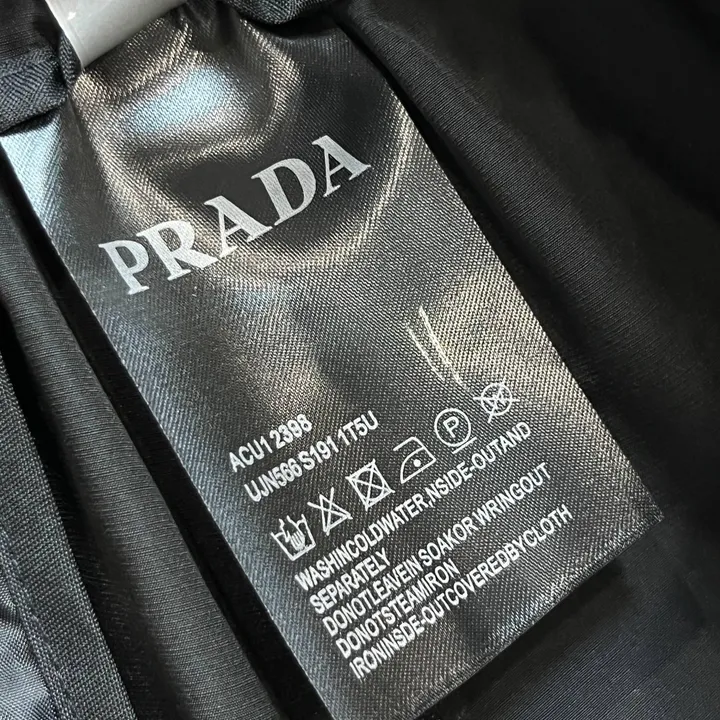 PRADA
ACU1 2398
UJN566 S191 1T5U
P
WASHINCOLDWATER,NSIDE-OUTAND
SEPARATELY
DONOTLEAVEIN SOAKOR WRINGOUT
DONOTSTEAMIRON
IRONINSDE-OUTCOVEREDBYCLOTH